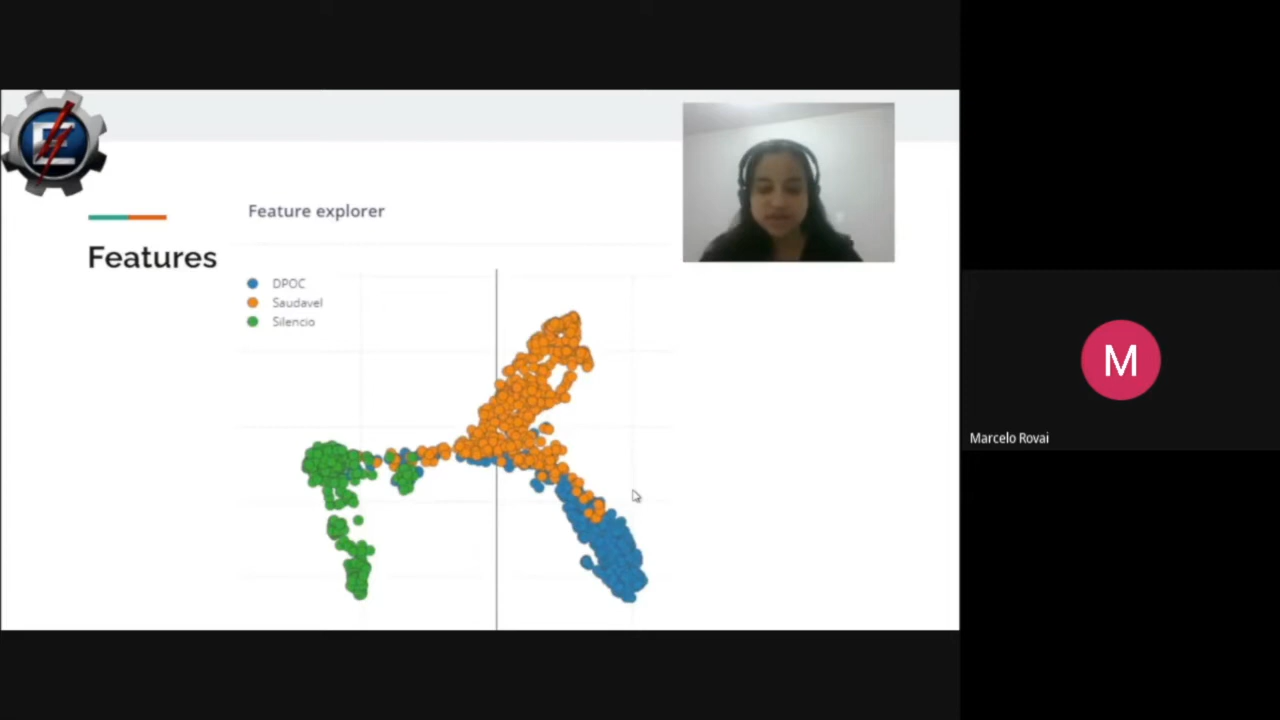 E
Feature explorer
Features
DPOC
Saudavel
Silencio
M
Marcelo Rovai